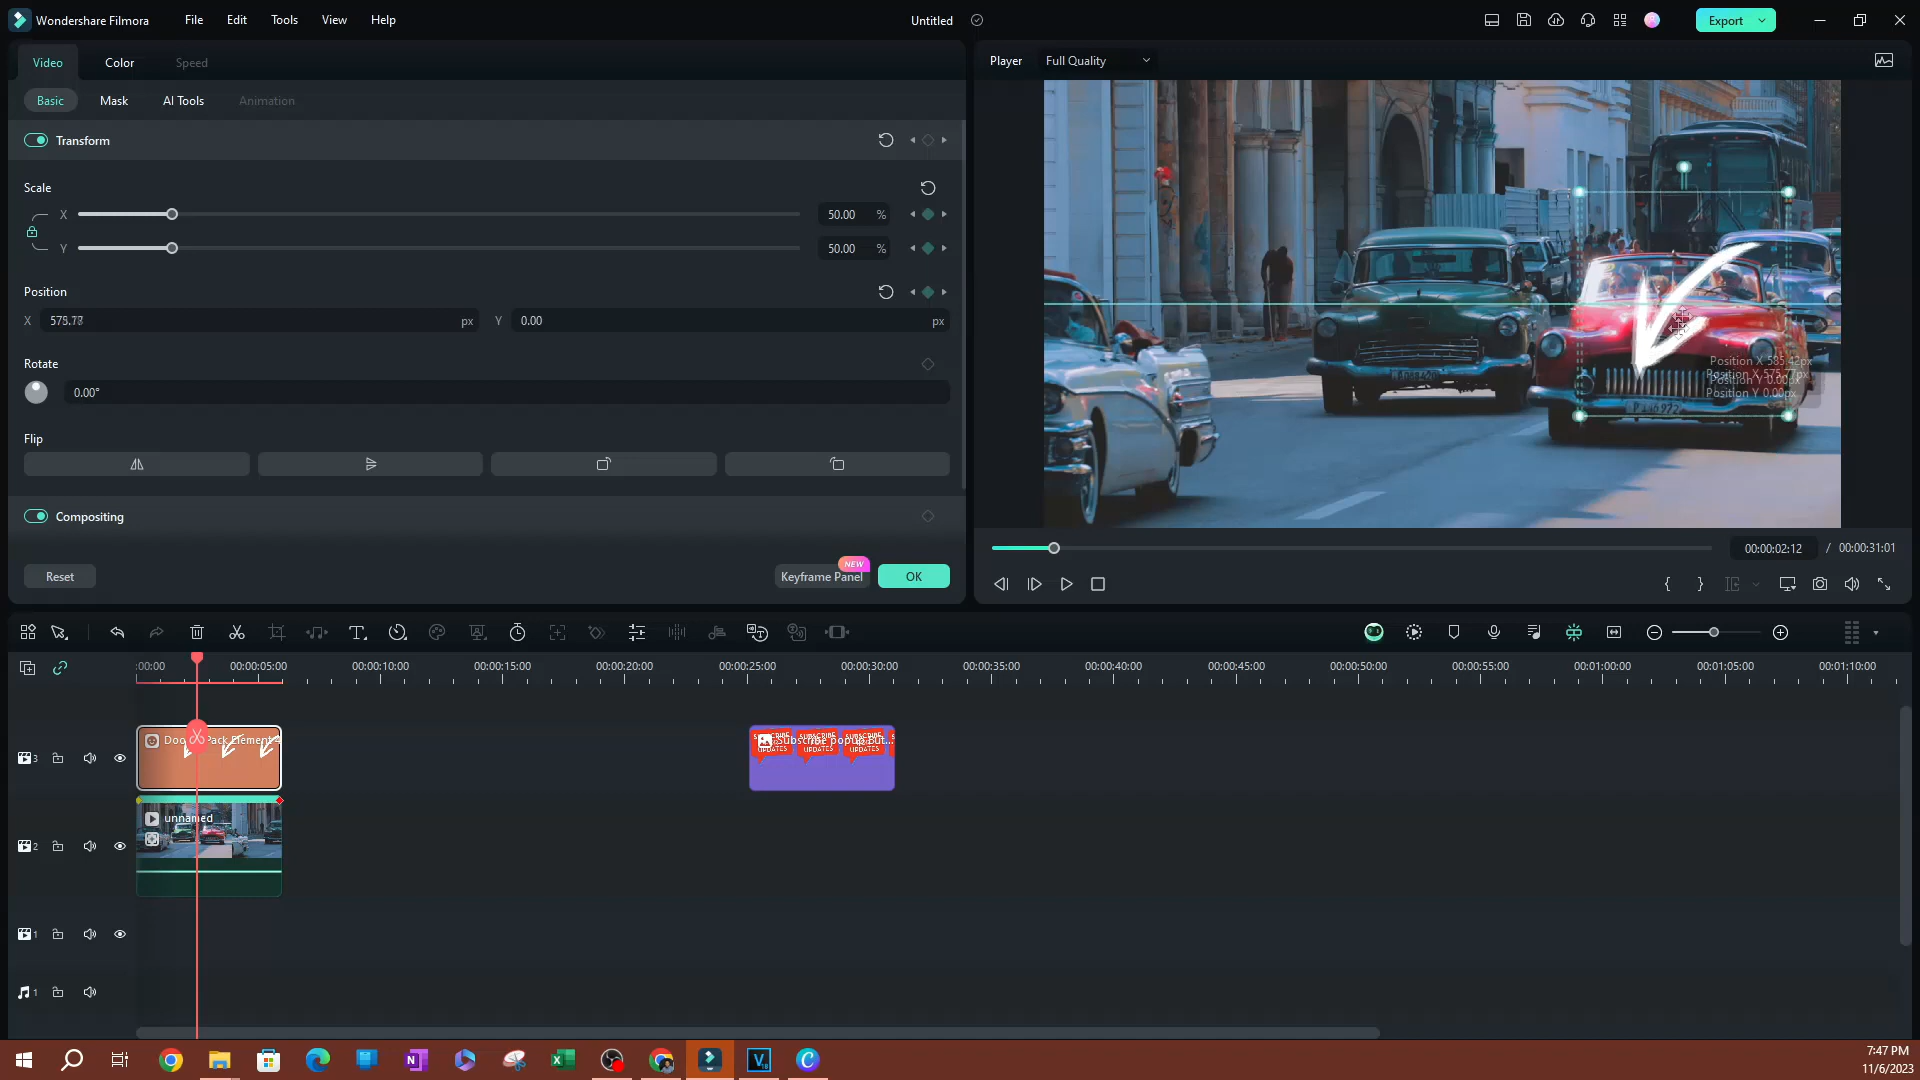 Wondershare Filmora File Edit Tools View Help Untitled Export
Video Color Speed
Player Full Quality
Basic Mask AI Tools Animation
Transform
Scale
X 50.00 %
Y 50.00 %
Position
X px Y 0.00 px
Rotate
0.00°
Flip
Compositing
Reset NEW Keyframe Panel OK
Position X 585.42px
Position X 575.77px
Position Y 0.00px
Position Y 0.00px
00:00:02:12 / 00:00:31:01
:00:00 00:00:05:00 00:00:10:00 00:00:15:00 00:00:20:00 00:00:25:00 00:00:30:00 00:00:35:00 00:00:40:00 00:00:45:00 00:00:50:00 00:00:55:00 00:01:00:00 00:01:05:00 00:01:10:00
3 Pack Element 4
Subscribe popup But...
UPDATES UPDATES UPDATES
2 unnamed
1
1
7:47 PM
11/6/2023